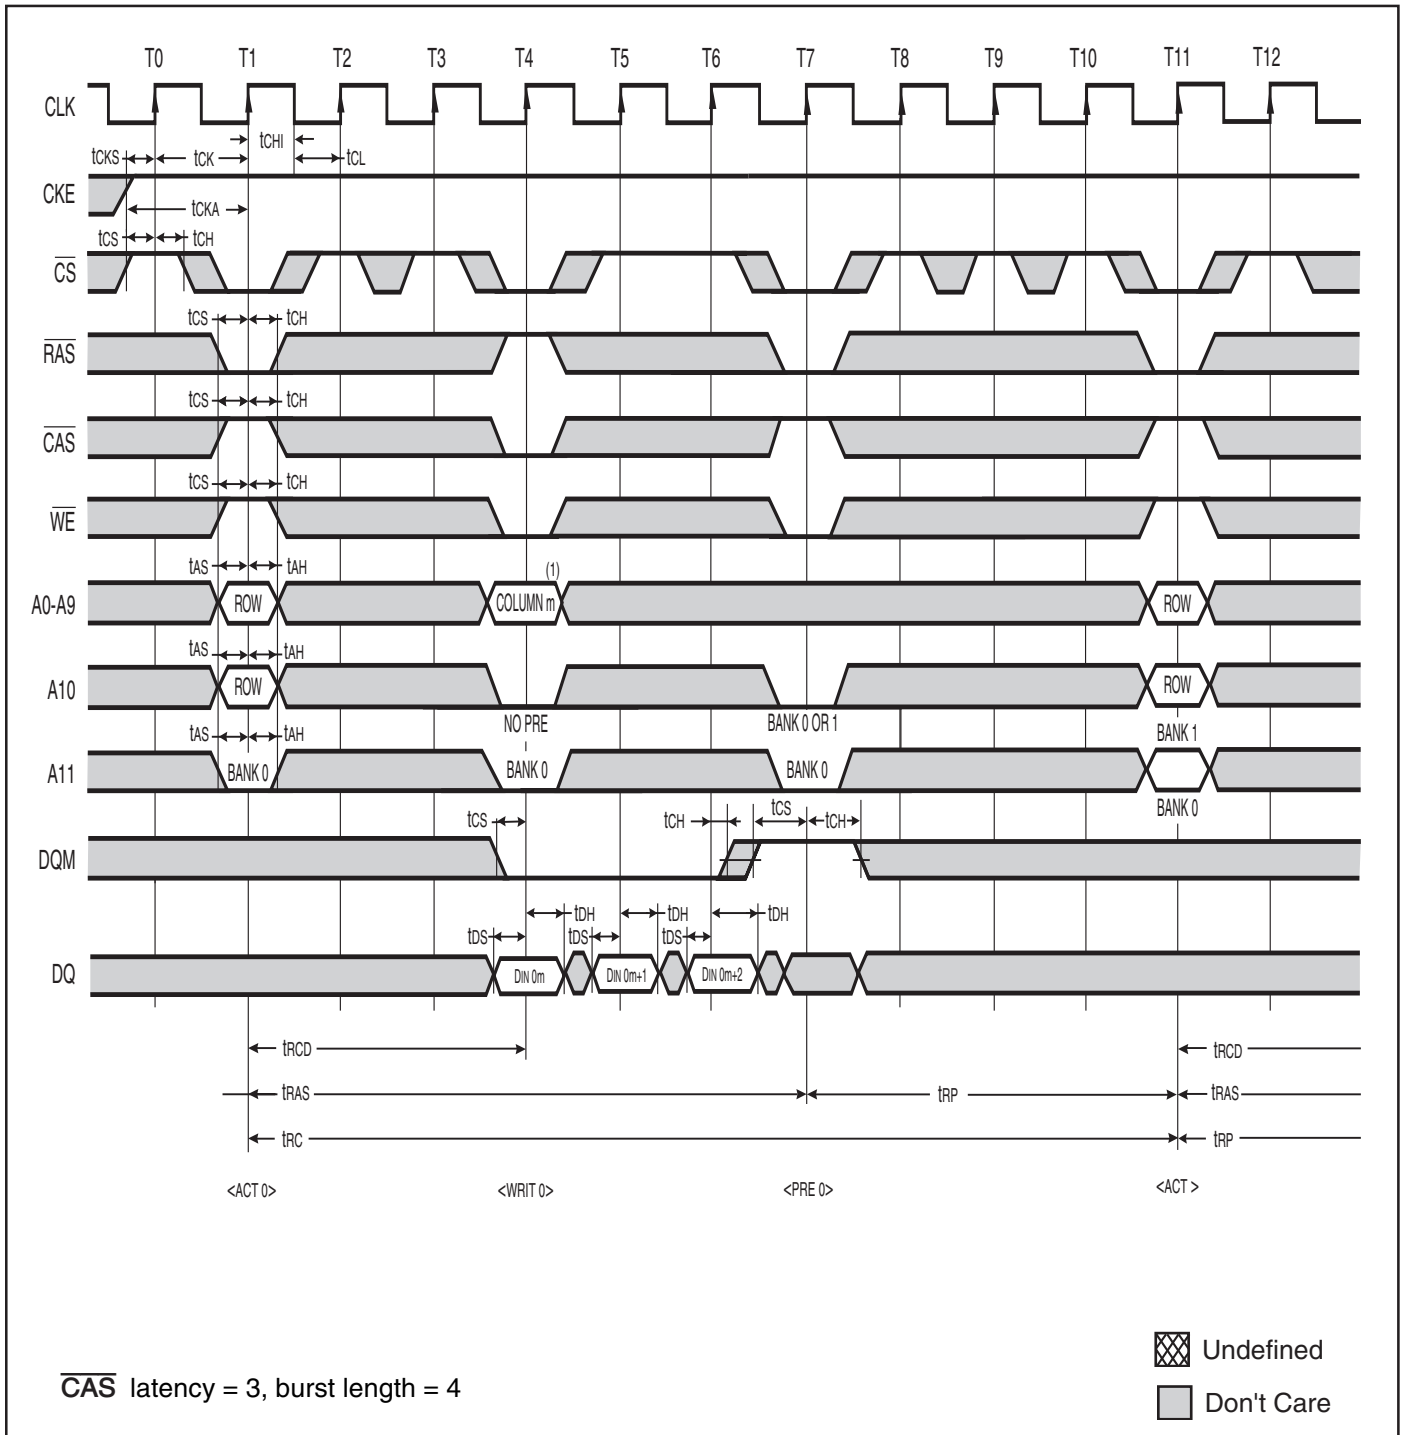 T0 T1 T2 T3 T4 T5 T6 T7 T8 T9 T10 T11 T12
CLK
tCHI
tCKS tCK tCL
CKE
tCKA
tCS tCH
CS
tCS tCH
RAS
tCS tCH
CAS
tCS tCH
WE
tAS tAH (1)
A0-A9 ROW COLUMN m ROW
tAS tAH
A10 ROW ROW
NO PRE BANK 0 OR 1 BANK 1
tAS tAH
A11 BANK 0 BANK 0 BANK 0
BANK 0
tCS tCH tCS tCH
DQM
tDH tDH tDH
tDS tDS tDS
DQ DIN 0m DIN 0m+1 DIN 0m+2
tRCD tRCD
tRAS tRP tRAS
tRC tRP
<ACT 0> <WRIT 0> <PRE 0> <ACT >
Undefined
CAS latency = 3, burst length = 4
Don't Care